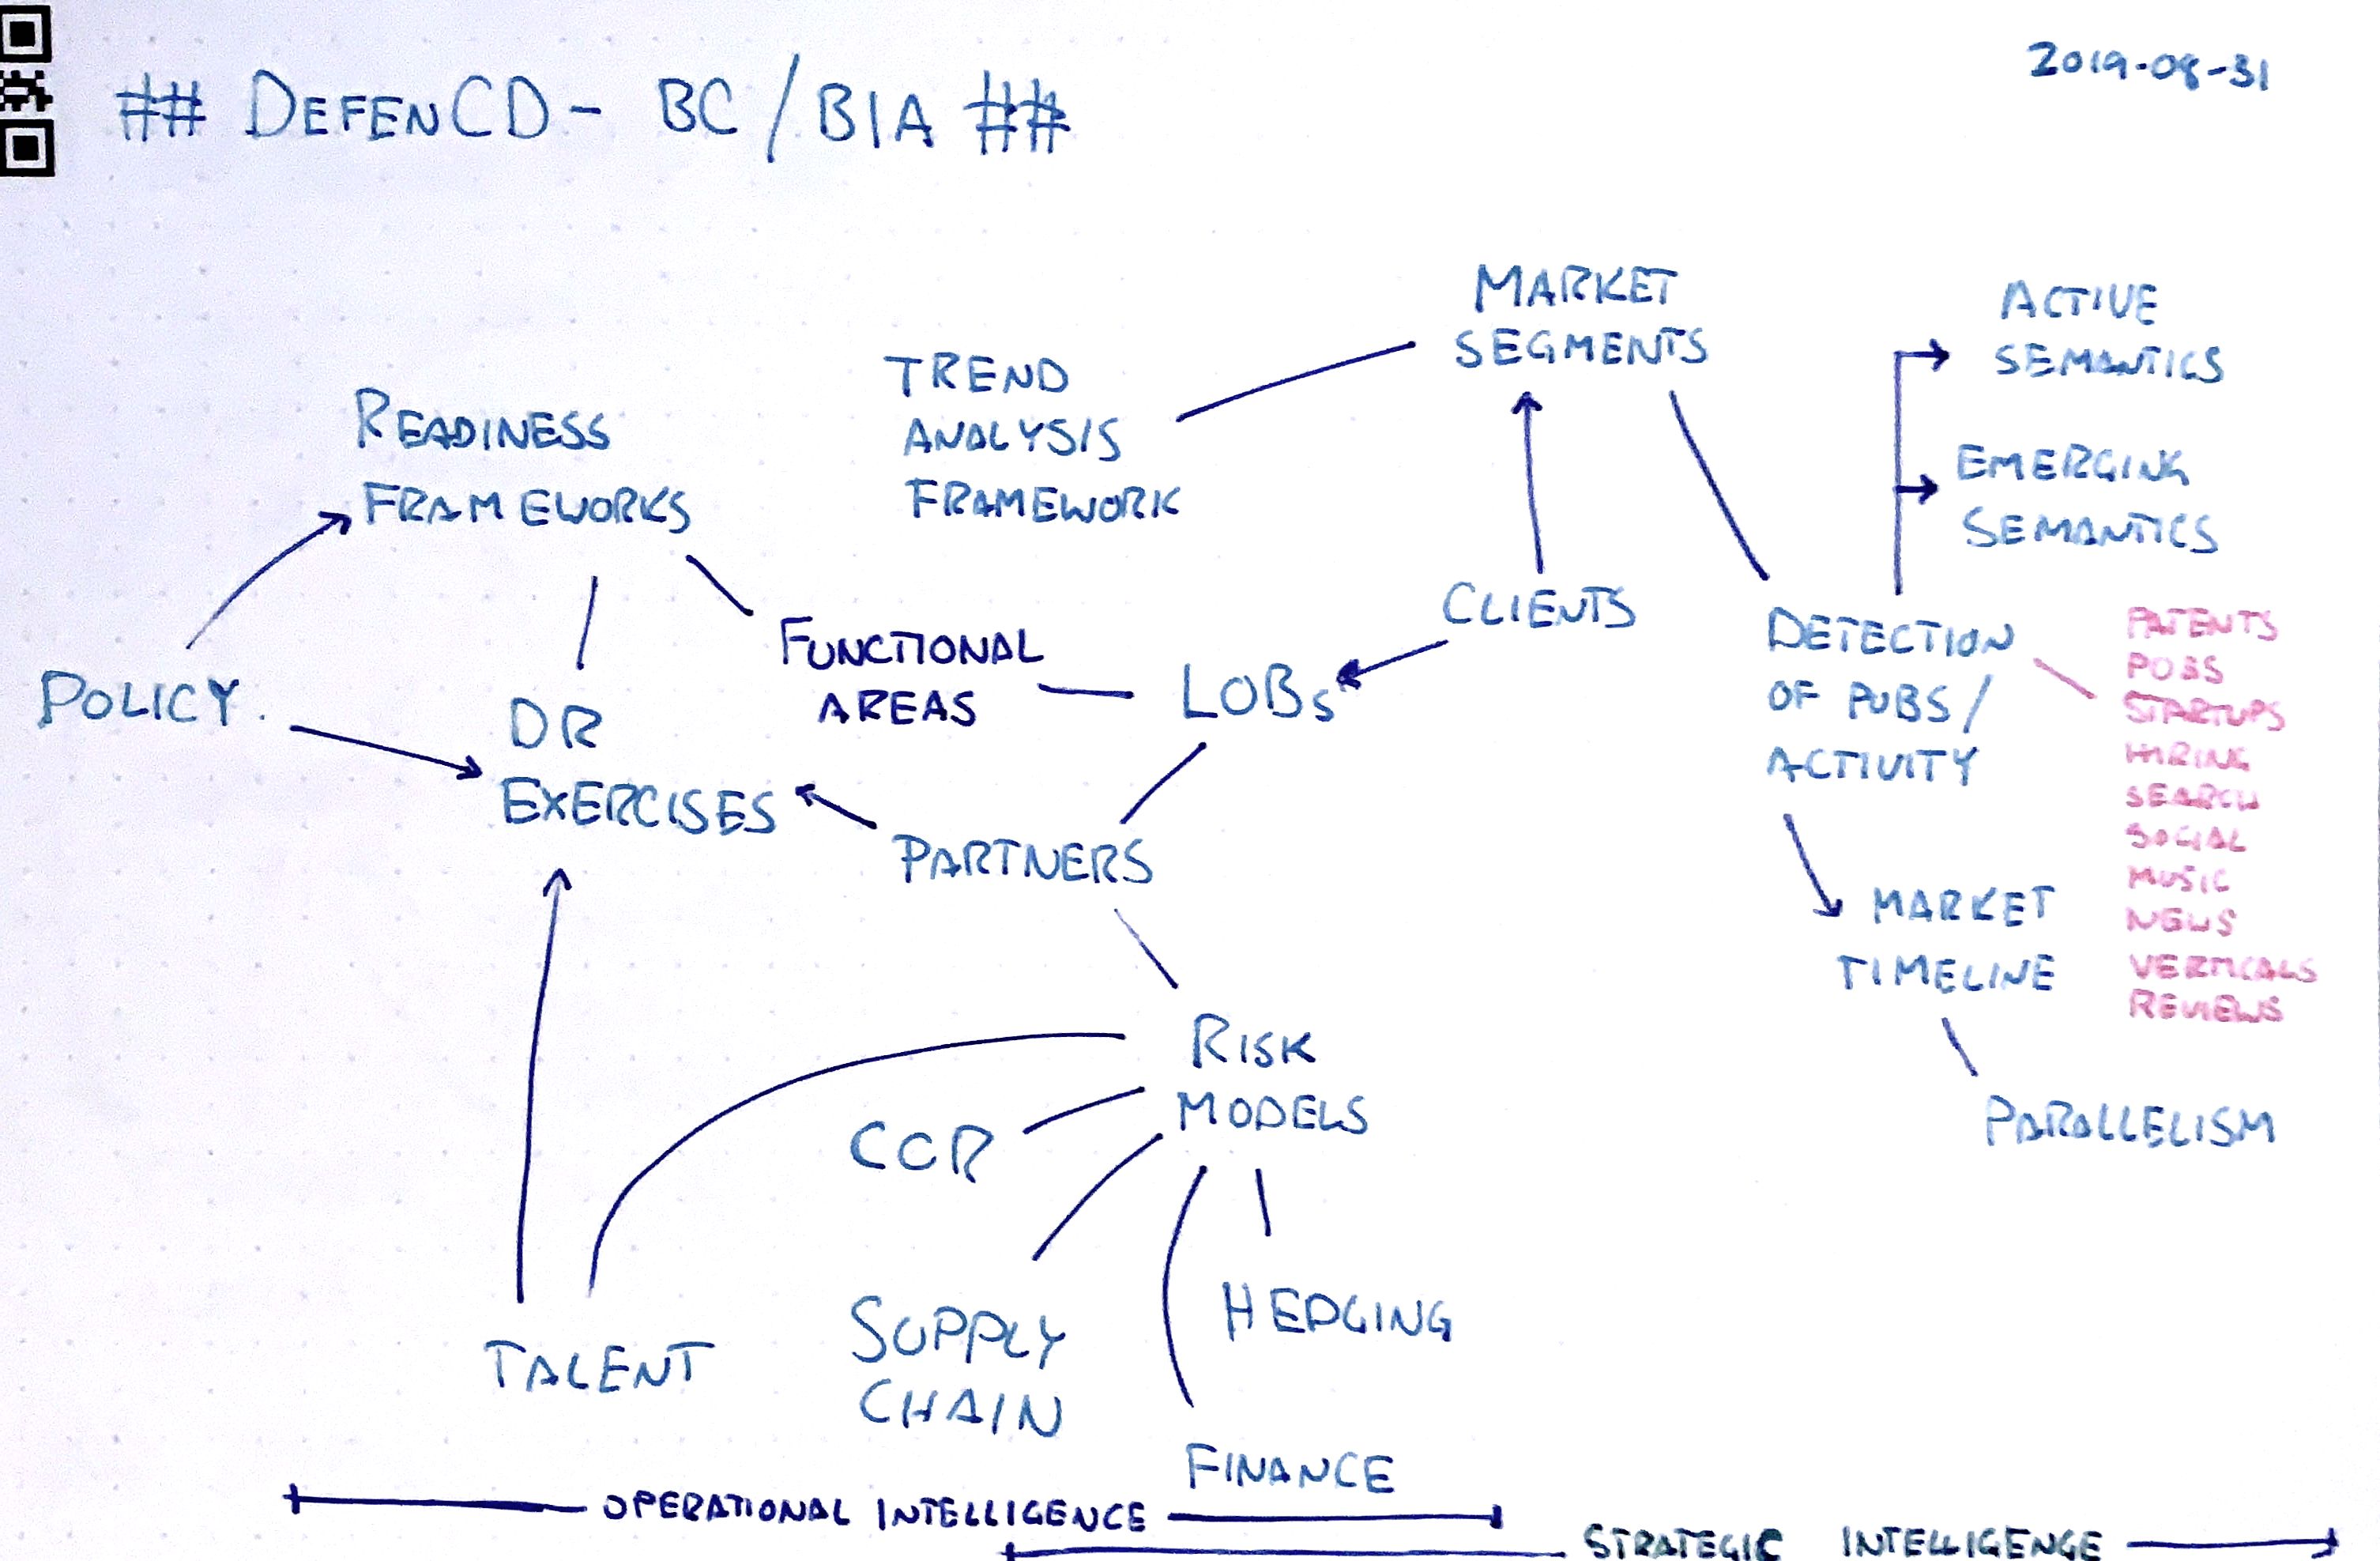 ## DEFENCD - BC / BIA ##
2019-08-31
MARKET
SEGMENTS
ACTIVE
SEMANTICS
TREND
ANALYSIS
FRAMEWORK
READINESS
FRAMEWORKS
EMERGING
SEMANTICS
CLIENTS
FUNCTIONAL
AREAS
LOBs
POLICY.
DR
EXERCISES
PARTNERS
DETECTION
OF PUBS /
ACTIVITY
PATENTS
POBS
STARTUPS
HIRING
SEARCH
SOCIAL
MUSIC
NEWS
VERTICALS
REVIEWS
MARKET
TIMELINE
PARALLELISM
RISK
MODELS
CCR
TALENT
SUPPLY
CHAIN
HEDGING
FINANCE
OPERATIONAL INTELLIGENCE
STRATEGIC INTELLIGENCE